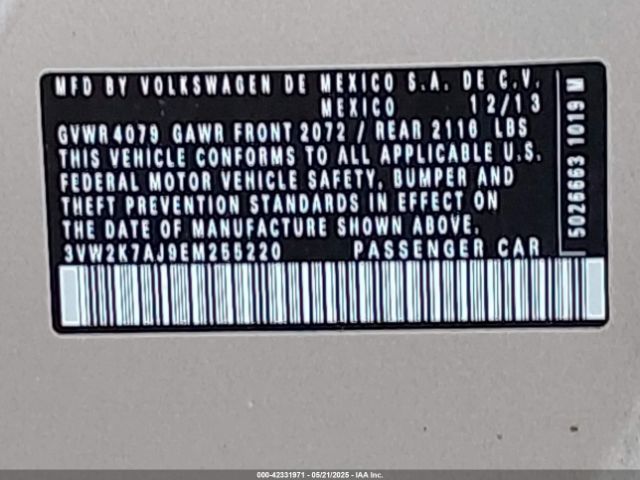 MFD BY VOLKSWAGEN DE MEXICO S.A. DE C.V.
MEXICO 12/13
GVWR 4079 GAWR FRONT 2072 / REAR 2116 LBS
THIS VEHICLE CONFORMS TO ALL APPLICABLE U.S.
FEDERAL MOTOR VEHICLE SAFETY, BUMPER AND
THEFT PREVENTION STANDARDS IN EFFECT ON
THE DATE OF MANUFACTURE SHOWN ABOVE.
3VW2K7AJ9EM255220 PASSENGER CAR
5026663 1019 M
000-42331971 - 05/21/2025 - IAA Inc.